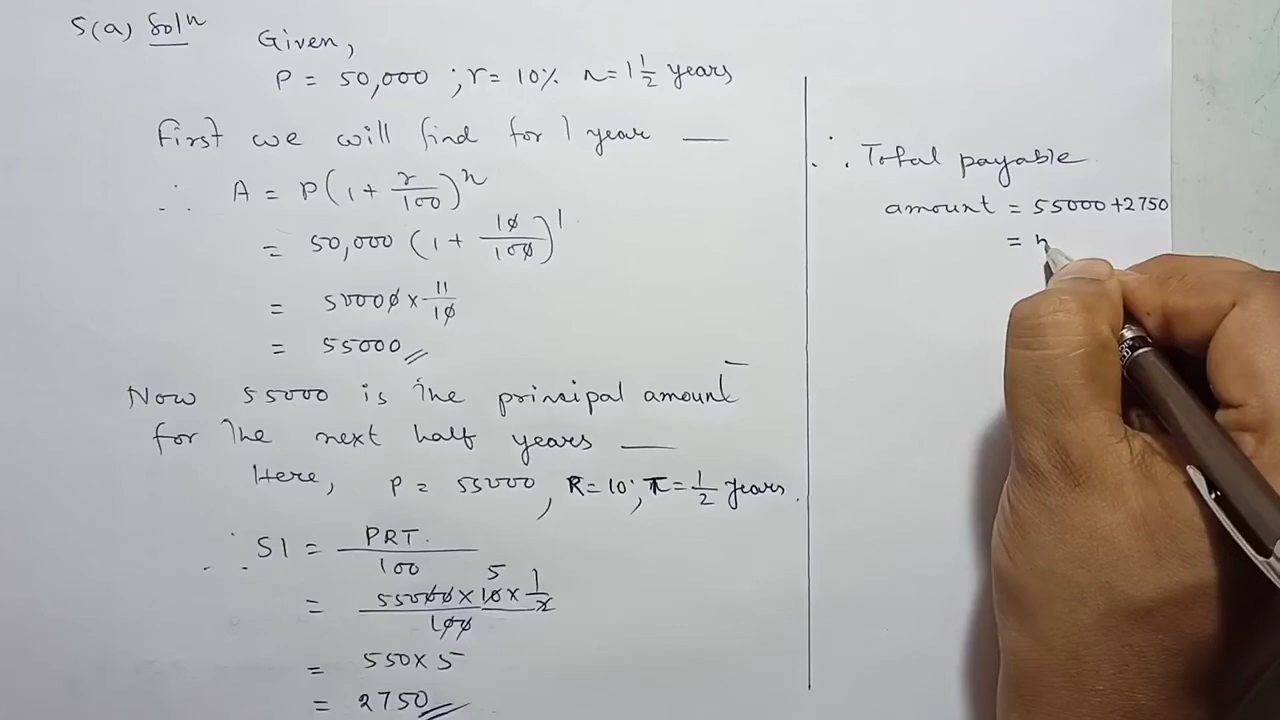 5(a) Solⁿ
Given,
P = 50,000 ; r = 10% n = 1 1/2 years
First we will find for 1 year —
∴ A = P(1 + r/100)ⁿ
= 50,000 (1 + 10/100)¹
= 50000 × 11/10
= 55000
Now 55000 is the principal amount
for the next half years —
Here, P = 55000, R = 10, T = 1/2 years.
∴ SI = PRT./100
= 55000 × 10 × 1/2 / 100 5
= 550 × 5
= 2750
∴ Total payable
amount = 55000 + 2750
=